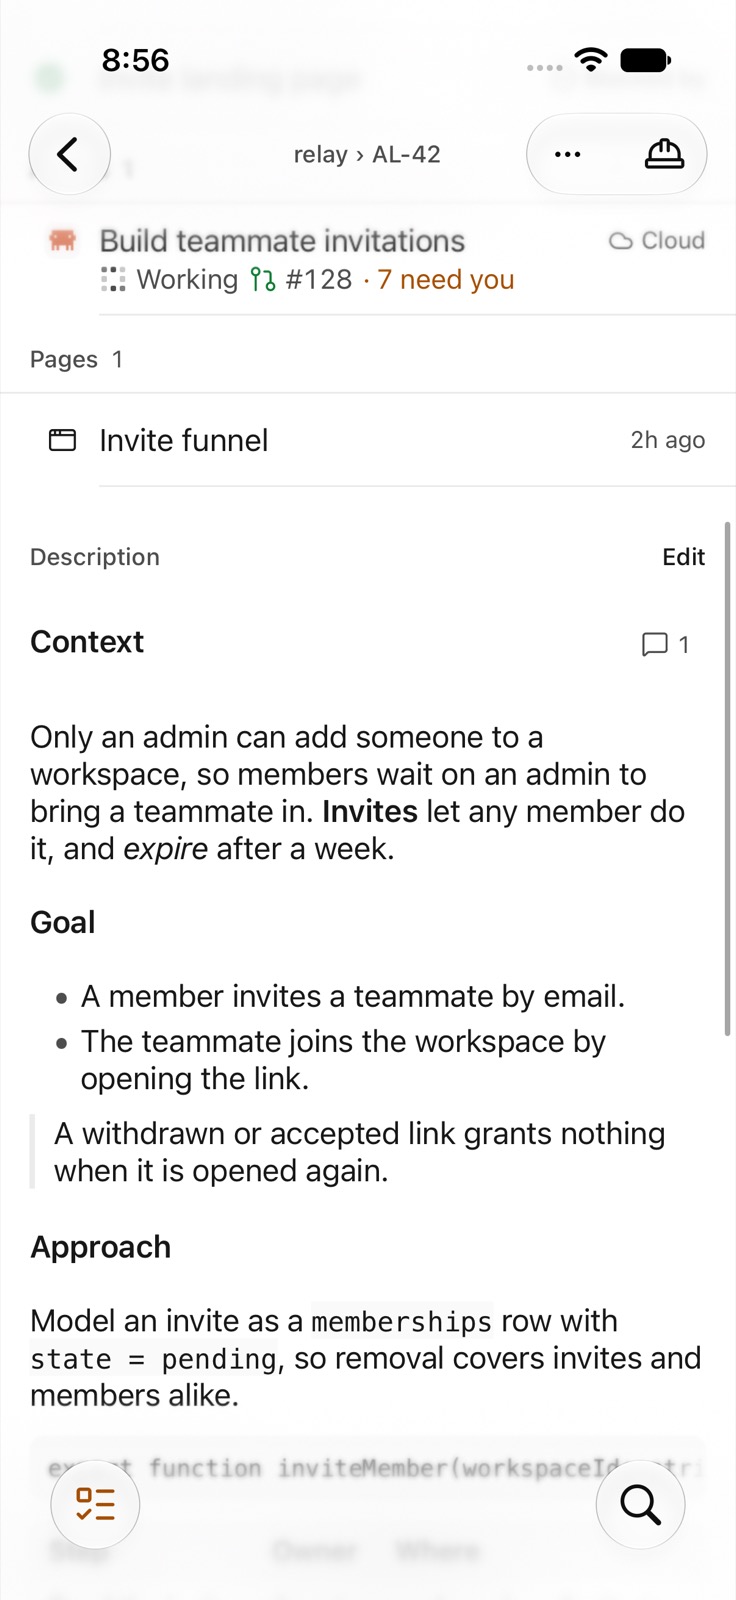 8:56
relay › AL-42
Build teammate invitations
Cloud
Working #128 · 7 need you
Pages 1
Invite funnel
2h ago
Description
Edit
Context
1
Only an admin can add someone to a
workspace, so members wait on an admin to
bring a teammate in. Invites let any member do
it, and expire after a week.
Goal
• A member invites a teammate by email.
• The teammate joins the workspace by
opening the link.
A withdrawn or accepted link grants nothing
when it is opened again.
Approach
Model an invite as a memberships row with
state = pending, so removal covers invites and
members alike.
function inviteMember(workspaceId
Step Owner Where